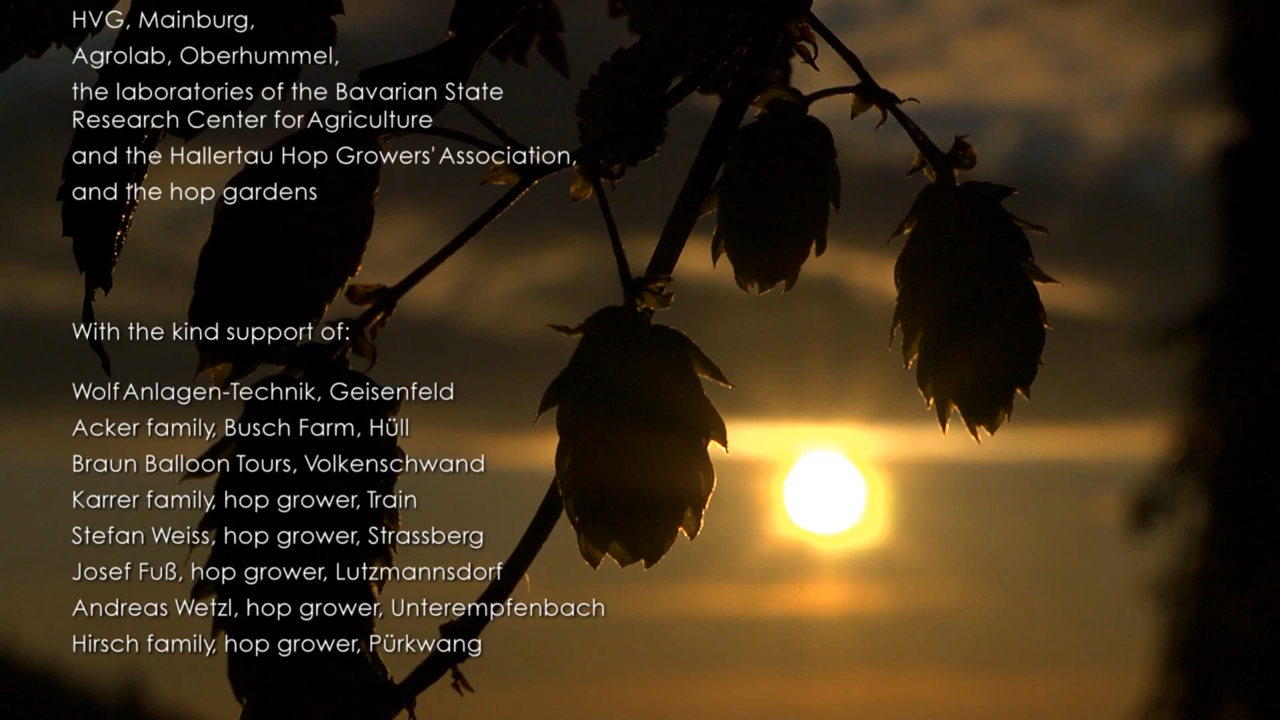 HVG, Mainburg,
Agrolab, Oberhummel,
the laboratories of the Bavarian State
Research Center for Agriculture
and the Hallertau Hop Growers' Association,
and the hop gardens
With the kind support of:
Wolf Anlagen-Technik, Geisenfeld
Acker family, Busch Farm, Hüll
Braun Balloon Tours, Volkenschwand
Karrer family, hop grower, Train
Stefan Weiss, hop grower, Strassberg
Josef Fuß, hop grower, Lutzmannsdorf
Andreas Wetzl, hop grower, Unterempfenbach
Hirsch family, hop grower, Pürkwang